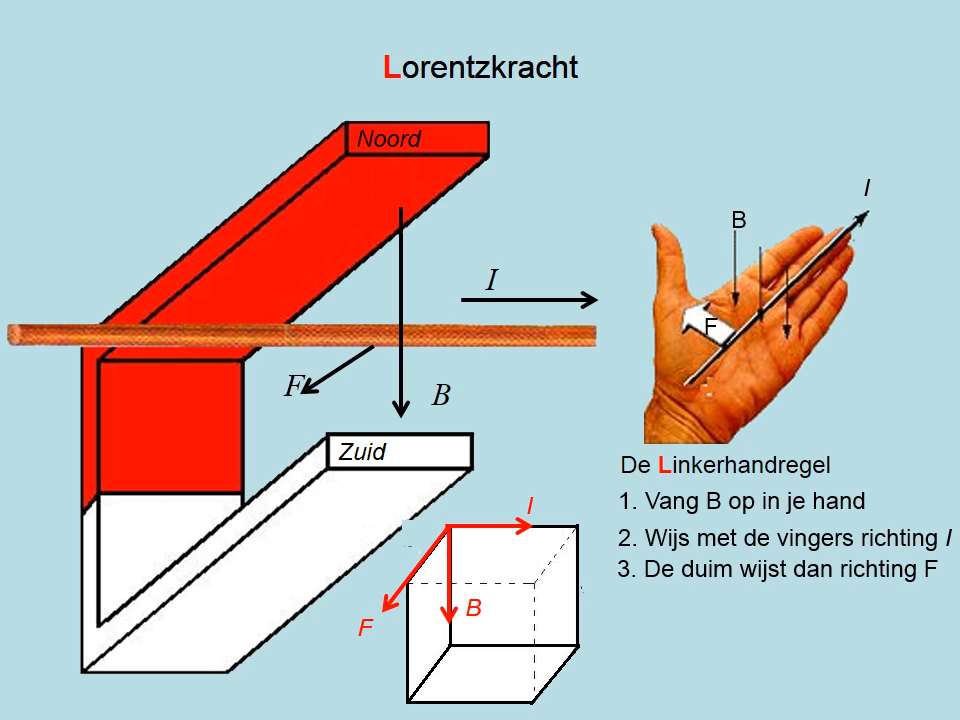 Lorentzkracht
Noord
I
F
B
Zuid
I
F
B
I
B
F
De Linkerhandregel
1. Vang B op in je hand
2. Wijs met de vingers richting I
3. De duim wijst dan richting F